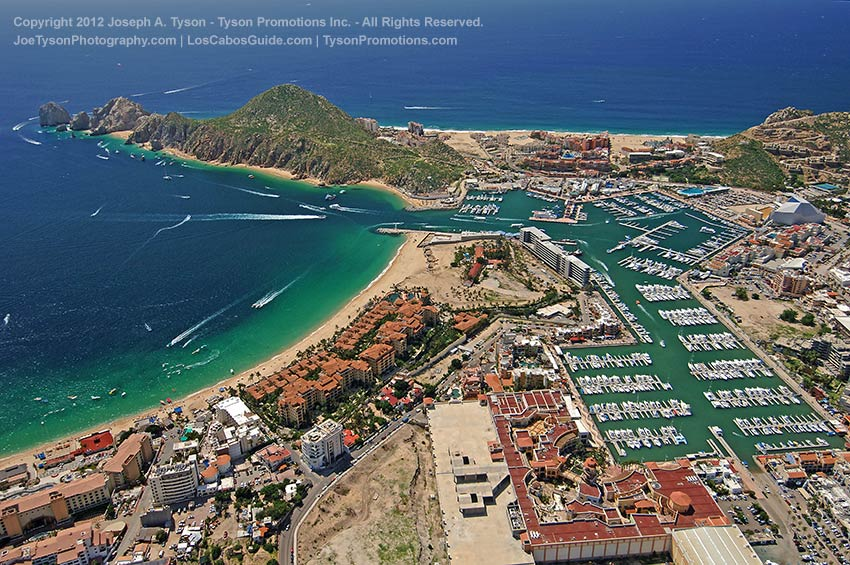 Copyright © 2012 Joseph A. Tyson - Tyson Promotions Inc. - All Rights Reserved.
JoeTysonPhotography.com | LosCabosGuide.com | TysonPromotions.com